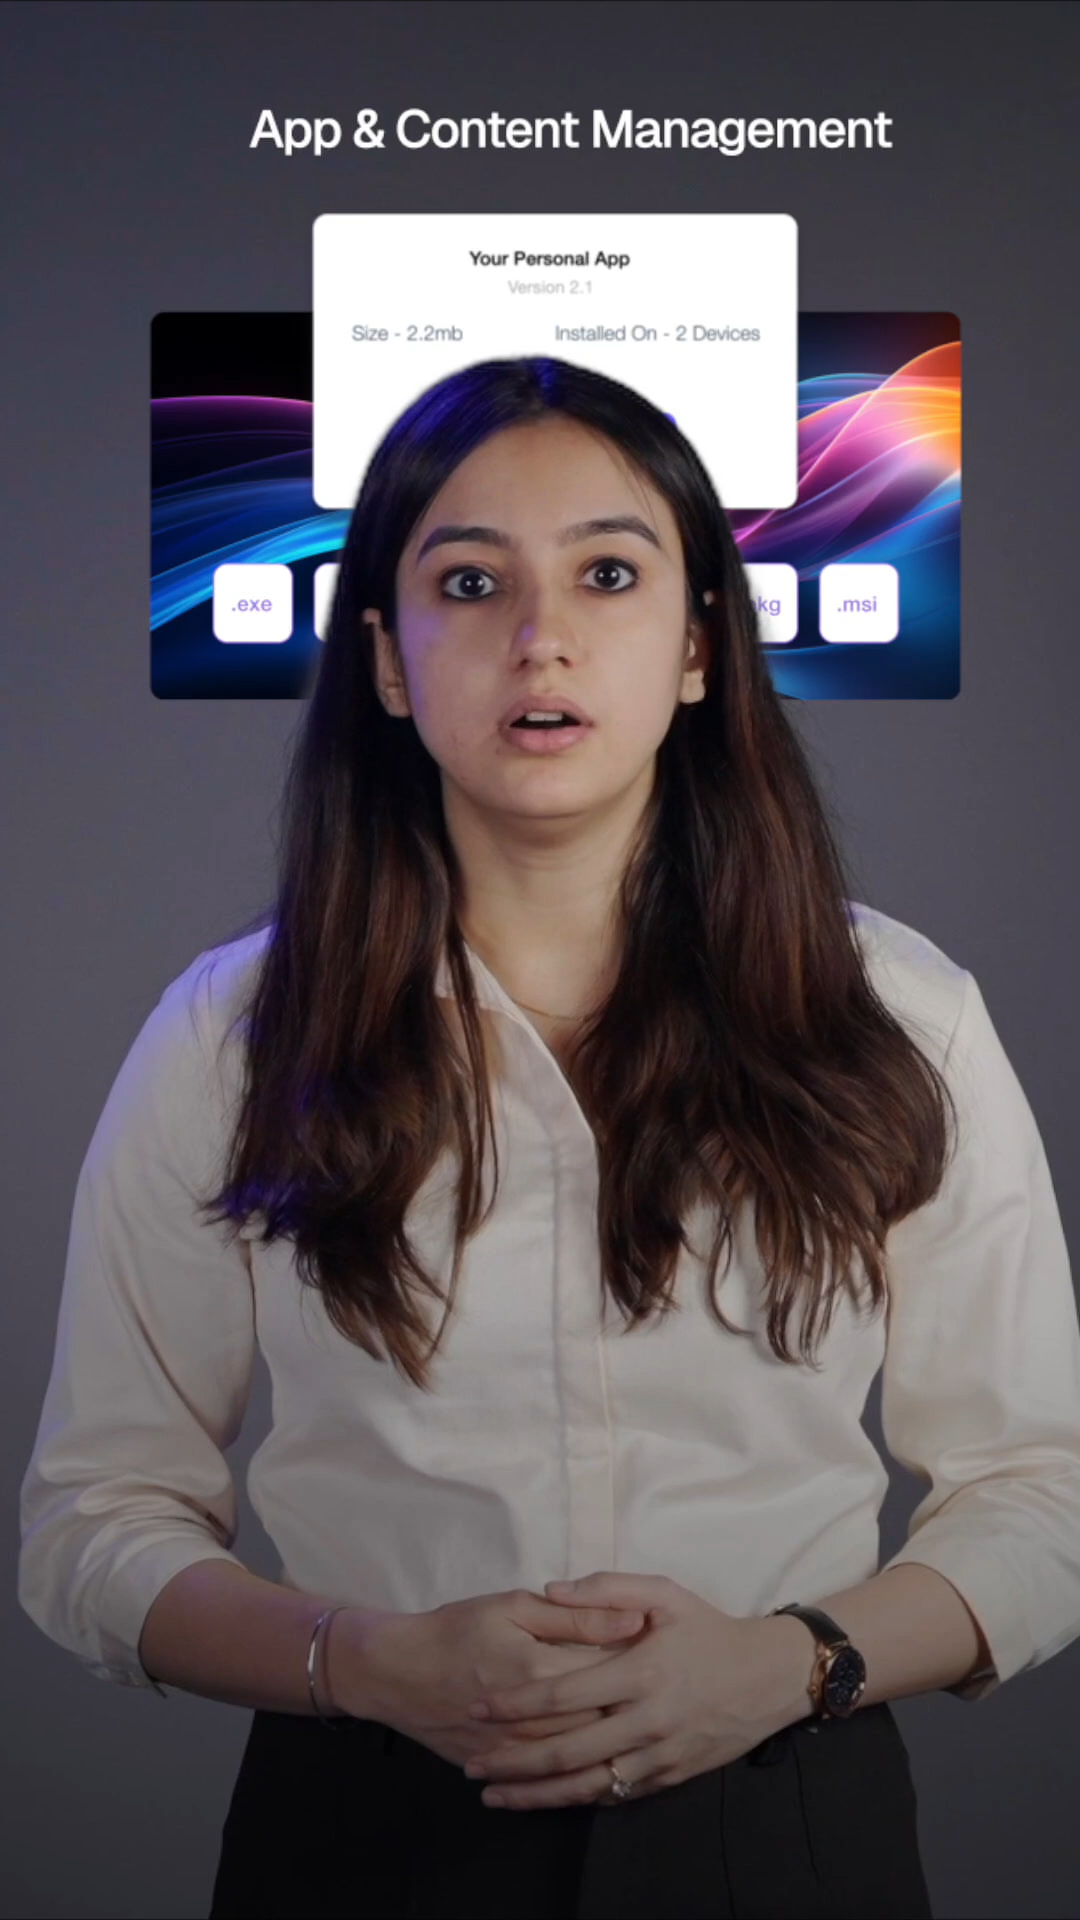 App & Content Management
Your Personal App
Version 2.1
Size - 2.2mb
Installed On - 2 Devices
.exe
.msi